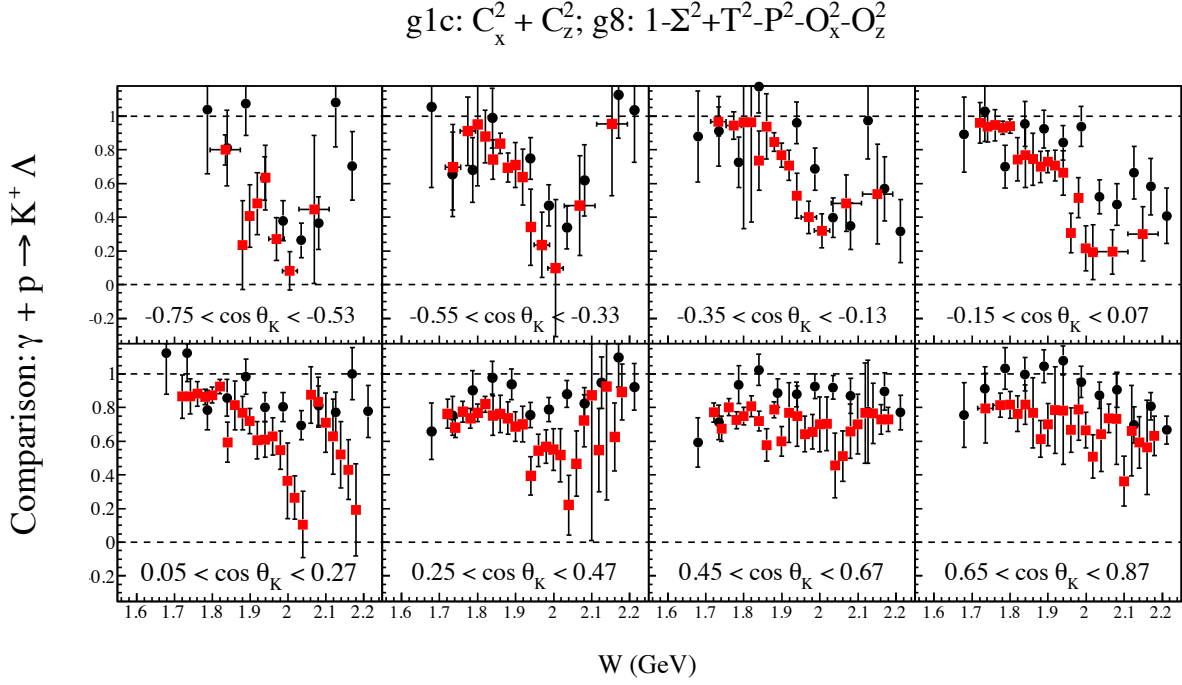 g1c: C_x^2 + C_z^2; g8: 1-Σ^2+T^2-P^2-O_x^2-O_z^2
Comparison: γ + p → K^+ Λ
1
0.8
0.6
0.4
0.2
0
-0.2
-0.75 < cos θ_K < -0.53
-0.55 < cos θ_K < -0.33
-0.35 < cos θ_K < -0.13
-0.15 < cos θ_K < 0.07
1
0.8
0.6
0.4
0.2
0
-0.2
0.05 < cos θ_K < 0.27
0.25 < cos θ_K < 0.47
0.45 < cos θ_K < 0.67
0.65 < cos θ_K < 0.87
1.6 1.7 1.8 1.9 2 2.1 1.6 1.7 1.8 1.9 2 2.1 1.6 1.7 1.8 1.9 2 2.1 1.6 1.7 1.8 1.9 2 2.1 2.2
W (GeV)